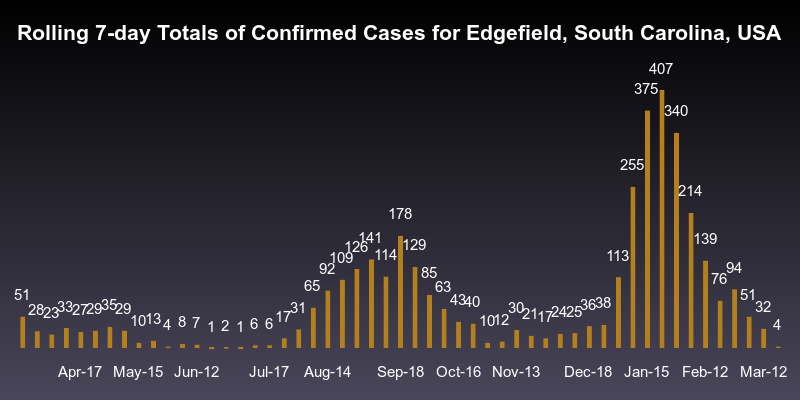 Rolling 7-day Totals of Confirmed Cases for Edgefield, South Carolina, USA
51 28 23 33 27 29 35 29 10 13 4 8 7 1 2 1 6 6 17 31 65 92 109 126 141 114 178 129 85 63 43 40 10 12 30 21 17 24 25 36 38 113 255 375 407 340 214 139 76 94 51 32 4
Apr-17 May-15 Jun-12 Jul-17 Aug-14 Sep-18 Oct-16 Nov-13 Dec-18 Jan-15 Feb-12 Mar-12